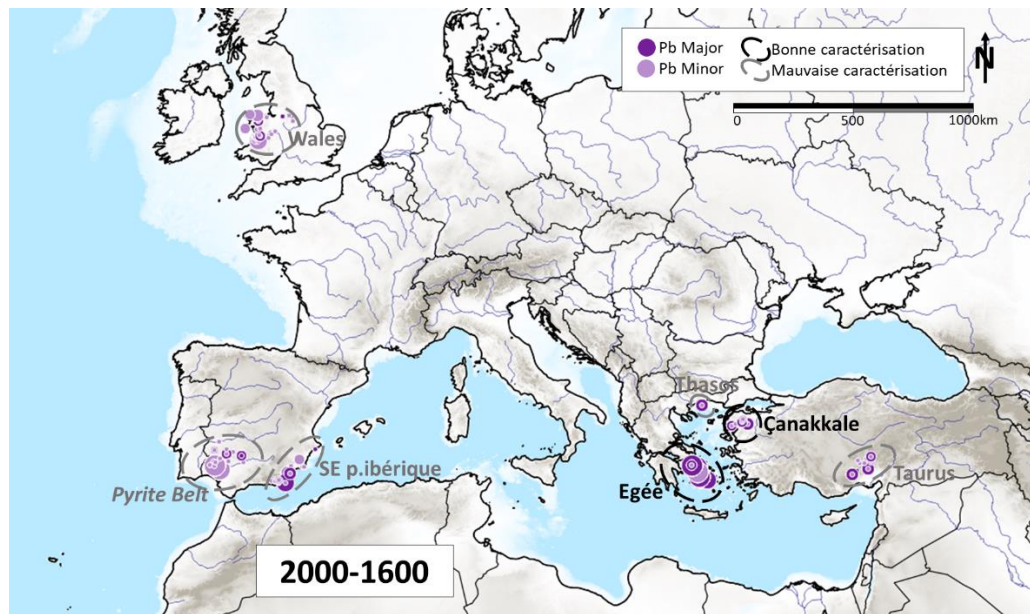 Pb Major
Bonne caractérisation
Pb Minor
Mauvaise caractérisation
N
0 500 1000km
Wales
Thasos
Çanakkale
SE p.ibérique
Pyrite Belt
Egée
Taurus
2000-1600